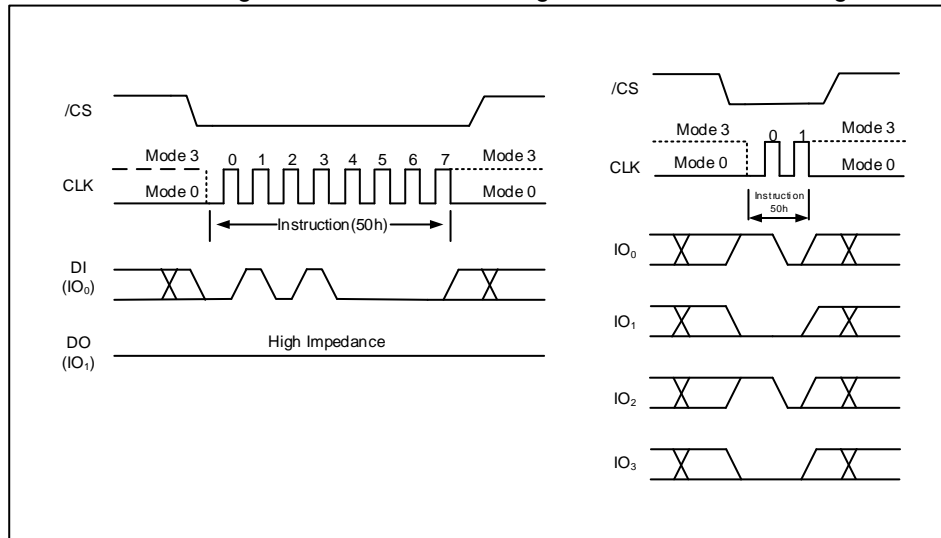 /CS
Mode 3 0 1 2 3 4 5 6 7 Mode 3
CLK
Mode 0 Mode 0
Instruction(50h)
DI
(IO0)
DO
(IO1)
High Impedance
/CS
Mode 3 0 1 Mode 3
CLK
Mode 0 Mode 0
Instruction
50h
IO0
IO1
IO2
IO3